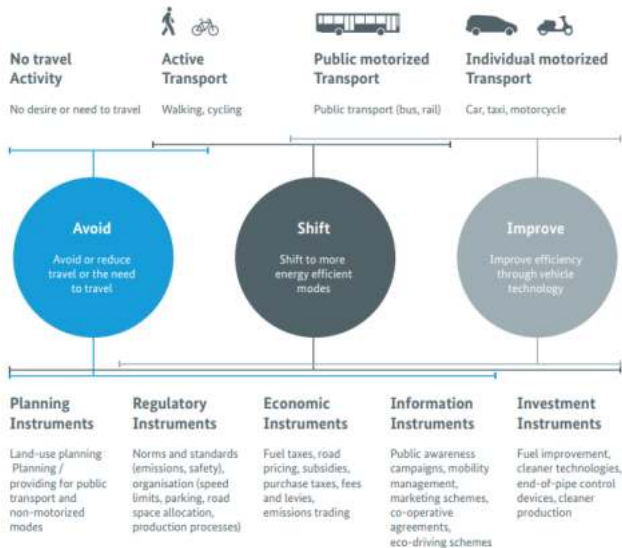 No travel
Activity
No desire or need to travel
Active
Transport
Walking, cycling
Public motorized
Transport
Public transport (bus, rail)
Individual motorized
Transport
Car, taxi, motorcycle
Avoid
Avoid or reduce
travel or the need
to travel
Shift
Shift to more
energy efficient
modes
Improve
Improve efficiency
through vehicle
technology
Planning
Instruments
Land-use planning
Planning /
providing for public
transport and
non-motorized
modes
Regulatory
Instruments
Norms and standards
(emissions, safety),
organisation (speed
limits, parking, road
space allocation,
production processes)
Economic
Instruments
Fuel taxes, road
pricing, subsidies,
purchase taxes, fees
and levies,
emissions trading
Information
Instruments
Public awareness
campaigns, mobility
management,
marketing schemes,
co-operative
agreements,
eco-driving schemes
Investment
Instruments
Fuel improvement,
cleaner technologies,
end-of-pipe control
devices, cleaner
production